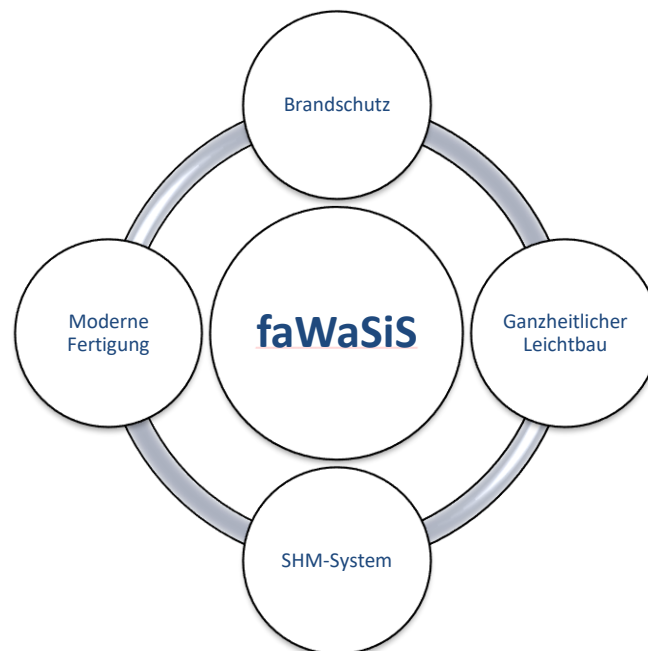 Brandschutz
Moderne
Fertigung
faWaSiS
Ganzheitlicher
Leichtbau
SHM-System